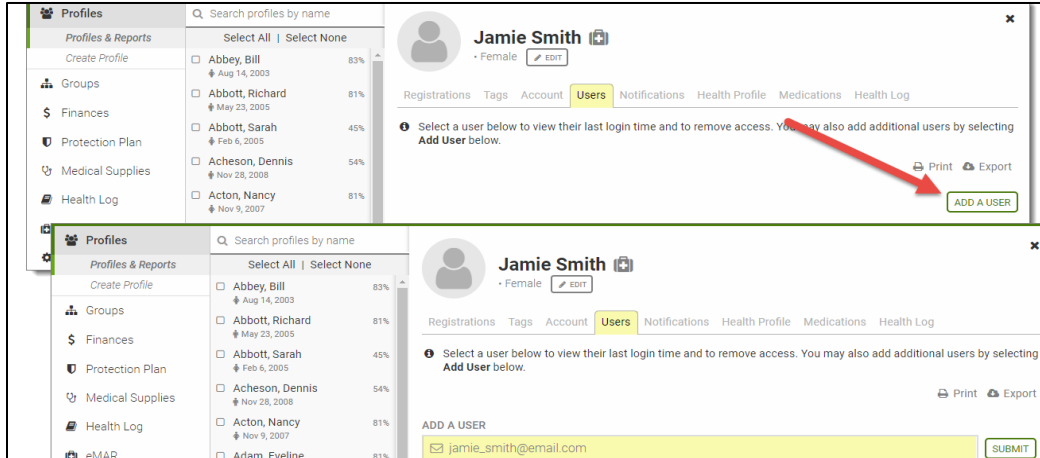 Profiles
Profiles & Reports
Create Profile
Groups
Finances
Protection Plan
Medical Supplies
Health Log
Search profiles by name
Select All | Select None
Abbey, Bill 83%
Aug 14, 2003
Abbott, Richard 81%
May 23, 2005
Abbott, Sarah 45%
Feb 6, 2005
Acheson, Dennis 54%
Nov 28, 2008
Acton, Nancy 81%
Nov 9, 2007
Jamie Smith
• Female EDIT
Registrations Tags Account Users Notifications Health Profile Medications Health Log
Select a user below to view their last login time and to remove access. You may also add additional users by selecting
Add User below.
Print Export
ADD A USER
Profiles
Profiles & Reports
Create Profile
Groups
Finances
Protection Plan
Medical Supplies
Health Log
eMAR
Search profiles by name
Select All | Select None
Abbey, Bill 83%
Aug 14, 2003
Abbott, Richard 81%
May 23, 2005
Abbott, Sarah 45%
Feb 6, 2005
Acheson, Dennis 54%
Nov 28, 2008
Acton, Nancy 81%
Nov 9, 2007
Adam, Eveline 81%
Jamie Smith
• Female EDIT
Registrations Tags Account Users Notifications Health Profile Medications Health Log
Select a user below to view their last login time and to remove access. You may also add additional users by selecting
Add User below.
Print Export
ADD A USER
jamie_smith@email.com
SUBMIT